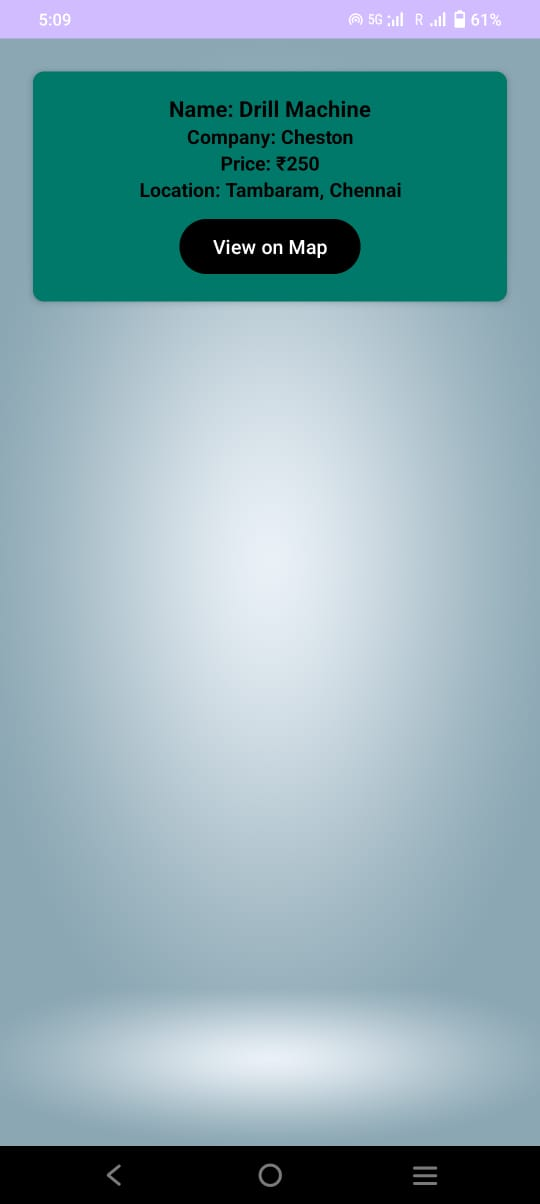 5:09 5G R 61%
Name: Drill Machine
Company: Cheston
Price: ₹250
Location: Tambaram, Chennai
View on Map